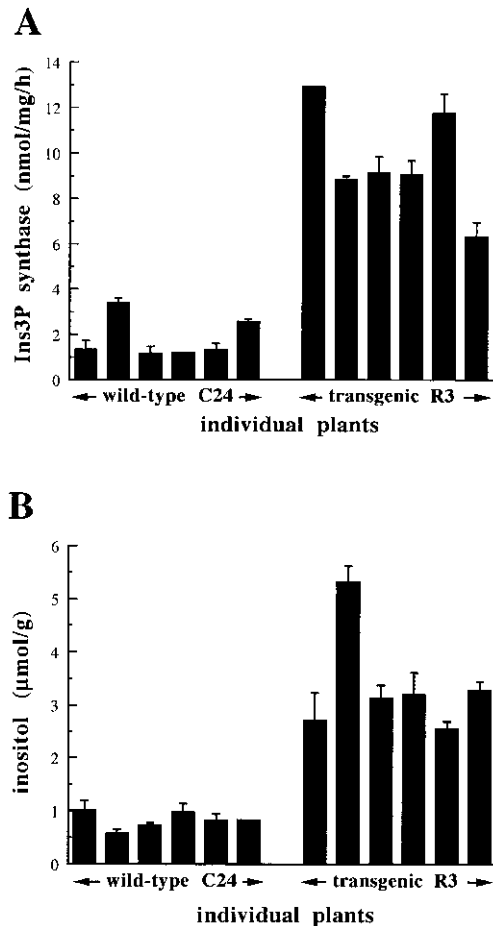 A
Ins3P synthase (nmol/mg/h)
14
12
10
8
6
4
2
0
wild-type C24
transgenic R3
individual plants
B
inositol (μmol/g)
6
5
4
3
2
1
0
wild-type C24
transgenic R3
individual plants